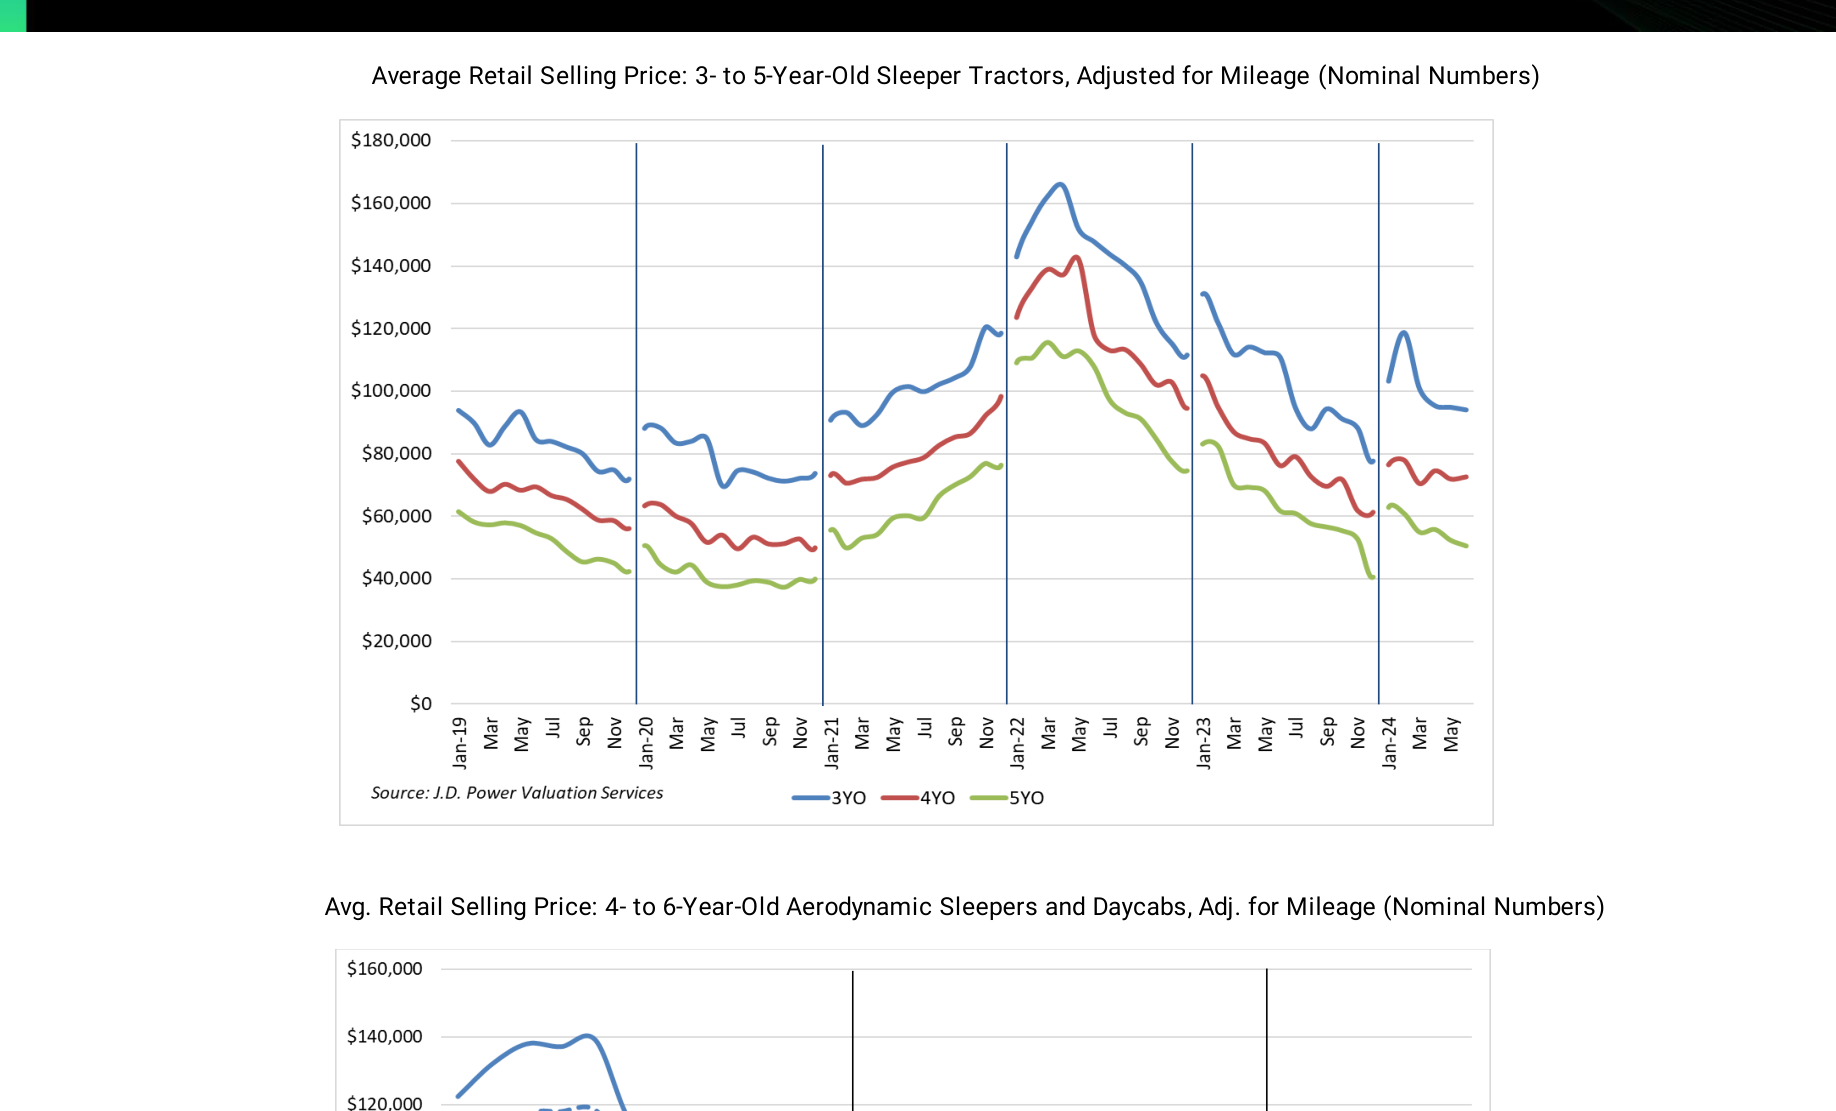 Average Retail Selling Price: 3- to 5-Year-Old Sleeper Tractors, Adjusted for Mileage (Nominal Numbers)
$180,000
$160,000
$140,000
$120,000
$100,000
$80,000
$60,000
$40,000
$20,000
$0
Jan-19 Mar May Jul Sep Nov Jan-20 Mar May Jul Sep Nov Jan-21 Mar May Jul Sep Nov Jan-22 Mar May Jul Sep Nov Jan-23 Mar May Jul Sep Nov Jan-24 Mar May
Source: J.D. Power Valuation Services
3YO 4YO 5YO
Avg. Retail Selling Price: 4- to 6-Year-Old Aerodynamic Sleepers and Daycabs, Adj. for Mileage (Nominal Numbers)
$160,000
$140,000
$120,000